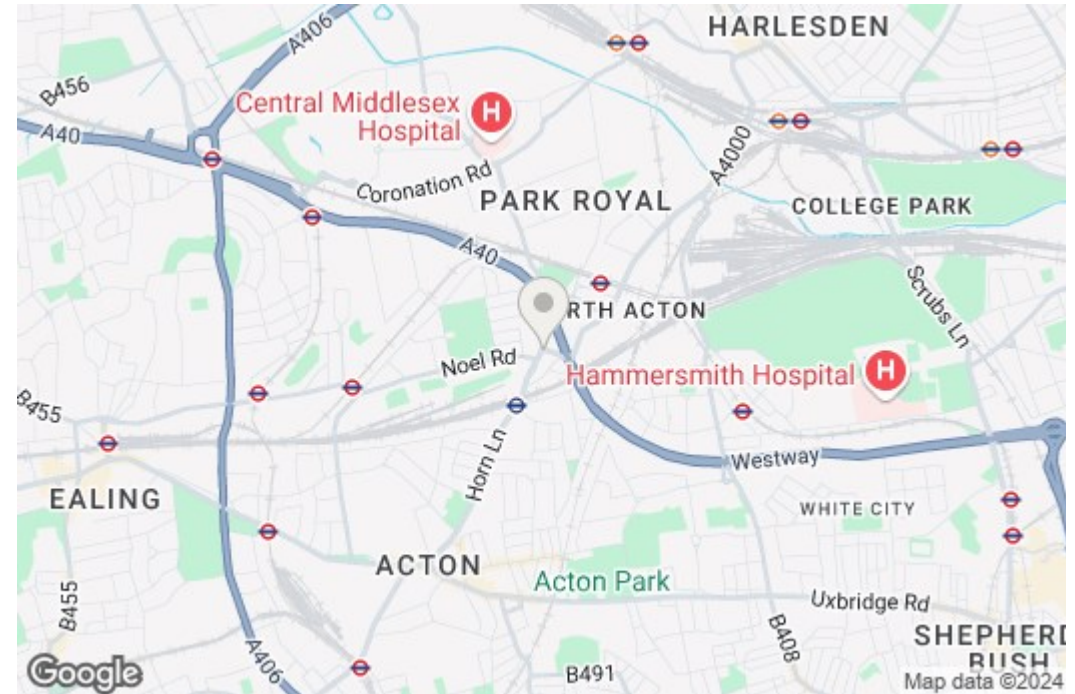 HARLESDEN
A406
B456
Central Middlesex
Hospital
H
A40
A4000
Coronation Rd
PARK ROYAL
COLLEGE PARK
A40
Scrubs Ln
RTH ACTON
Noel Rd
Hammersmith Hospital
H
B455
B455
Horn Ln
Westway
EALING
WHITE CITY
ACTON
Acton Park
Uxbridge Rd
B408
A406
B491
SHEPHERD
BUSH
Google
Map data ©2024